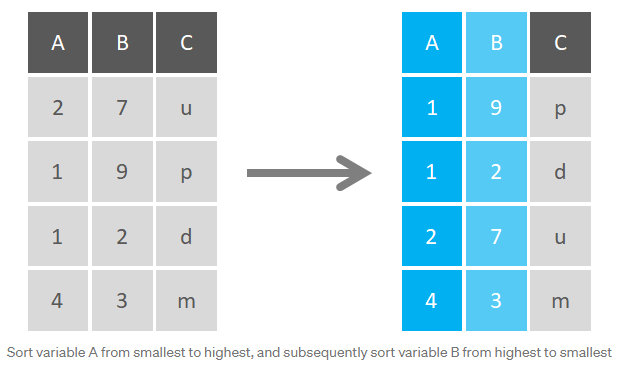 A B C A B C
2 7 u 1 9 p
1 9 p 1 2 d
1 2 d 2 7 u
4 3 m 4 3 m
Sort variable A from smallest to highest, and subsequently sort variable B from highest to smallest